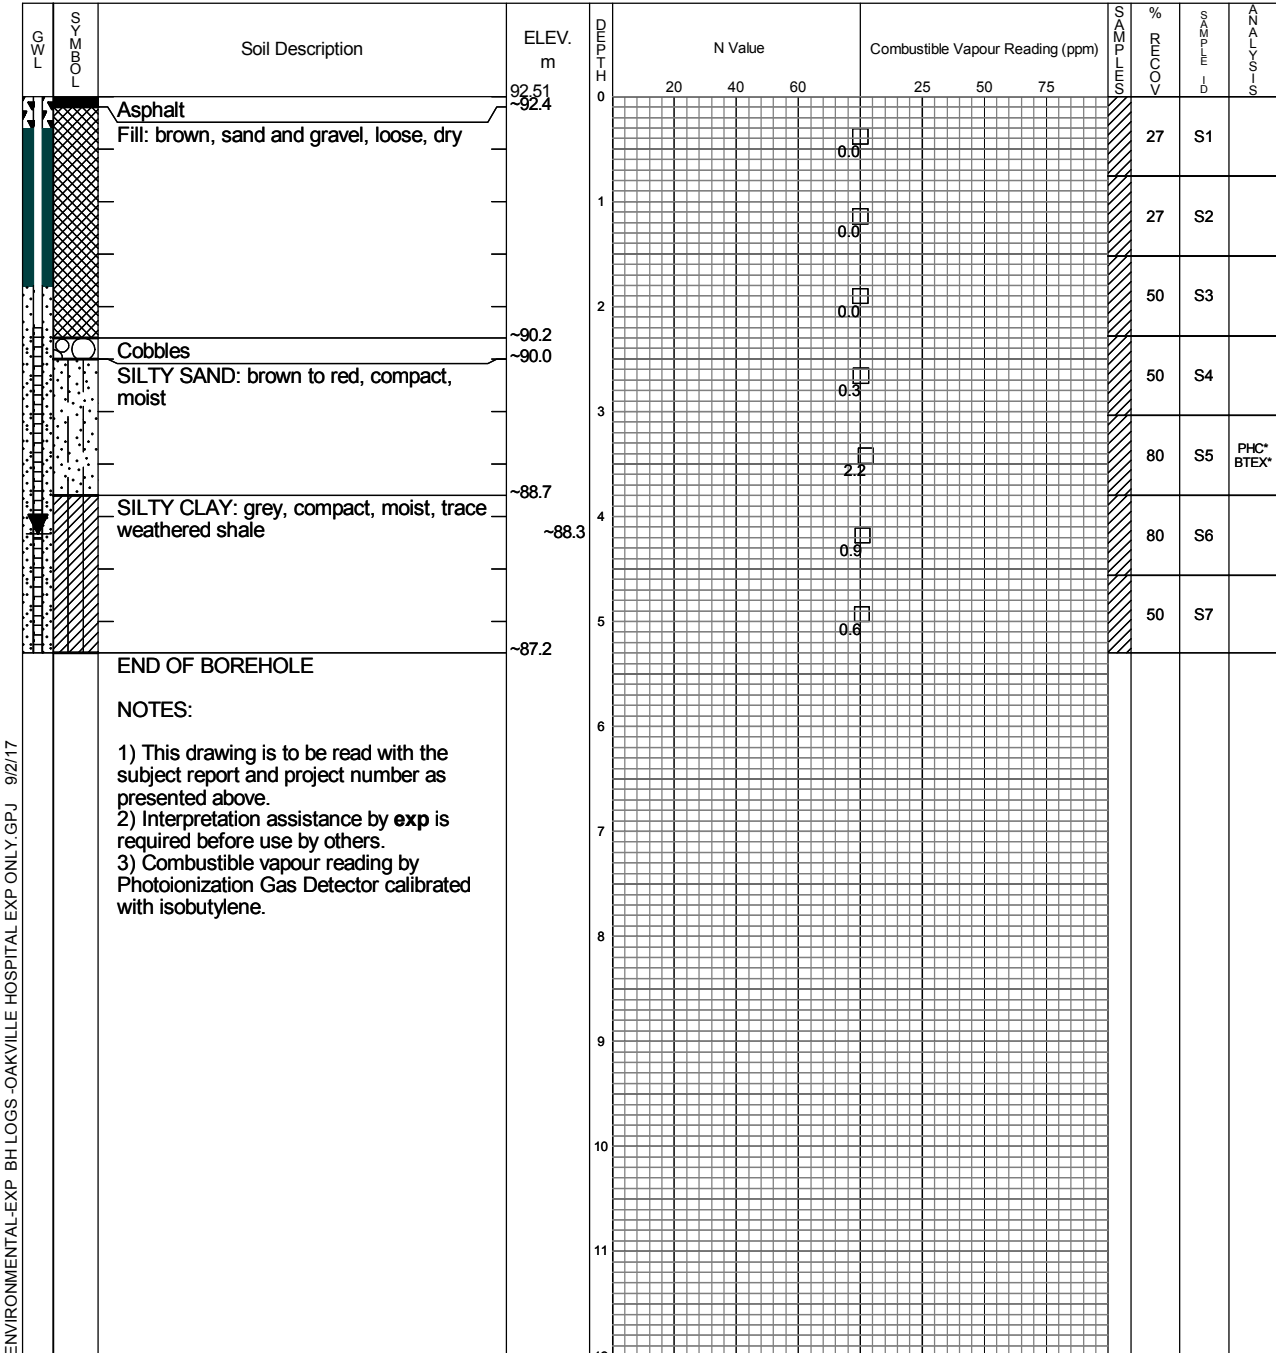 GWL
SYMBOL
Soil Description
ELEV.
m
DEPTH
N Value
Combustible Vapour Reading (ppm)
SAMPLES
% RECOV
SAMPLE ID
ANALYSIS
20 40 60 25 50 75
92.51
0
~92.4
Asphalt
Fill: brown, sand and gravel, loose, dry
0.0
27 S1
1
0.0
27 S2
2
0.0
50 S3
~90.2
Cobbles
~90.0
SILTY SAND: brown to red, compact,
moist
0.3
50 S4
3
2.2
80 S5 PHC*
BTEX*
~88.7
SILTY CLAY: grey, compact, moist, trace
weathered shale
4
~88.3
0.9
80 S6
5
0.6
50 S7
~87.2
END OF BOREHOLE
NOTES:
1) This drawing is to be read with the
subject report and project number as
presented above.
2) Interpretation assistance by exp is
required before use by others.
3) Combustible vapour reading by
Photoionization Gas Detector calibrated
with isobutylene.
6
7
8
9
10
11
ENVIRONMENTAL-EXP BH LOGS -OAKVILLE HOSPITAL EXP ONLY.GPJ 9/2/17